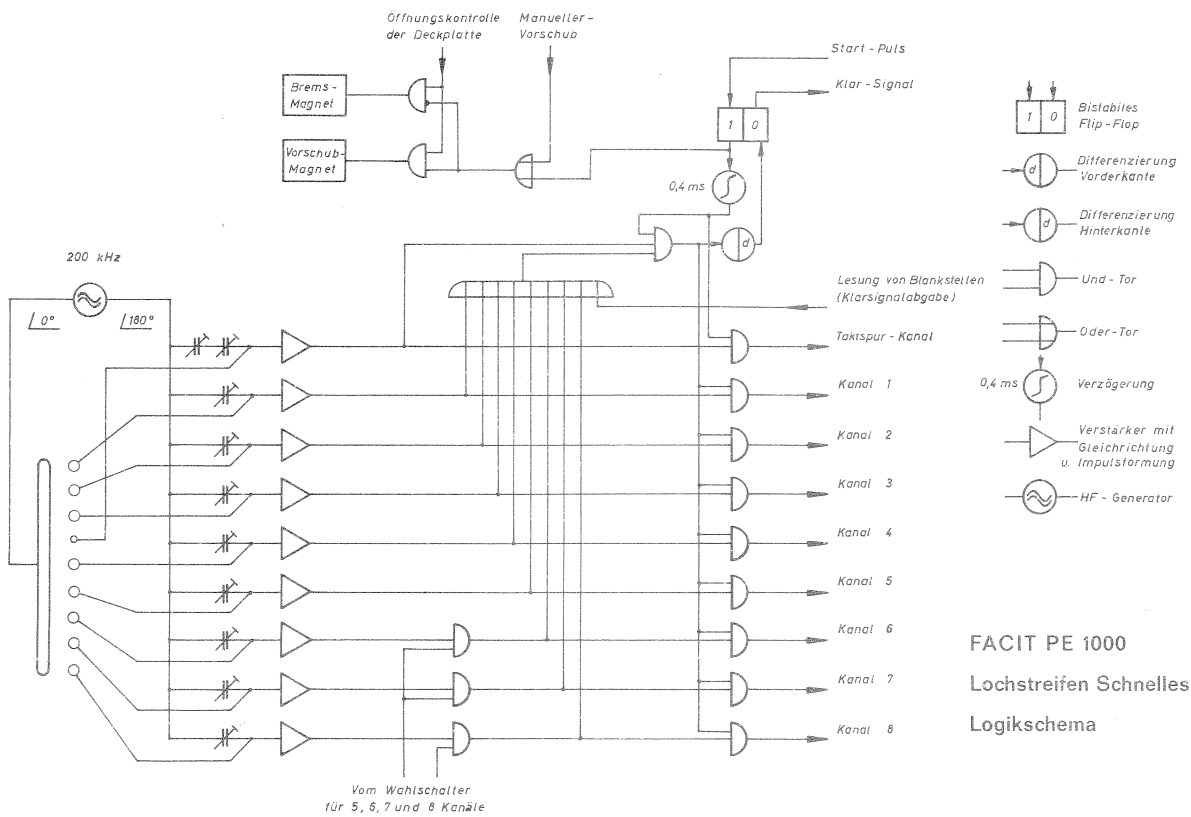 Öffnungskontrolle
der Deckplatte
Manueller-
Vorschub
Brems-
Magnet
Vorschub-
Magnet
Start-Puls
Klar-Signal
1 0
0,4 ms
d
200 kHz
0°
180°
Lesung von Blankstellen
(Klarsignalabgabe)
Taktspur-Kanal
Kanal 1
Kanal 2
Kanal 3
Kanal 4
Kanal 5
Kanal 6
Kanal 7
Kanal 8
Vom Wahlschalter
für 5, 6, 7 und 8 Kanäle
1 0
Bistabiles
Flip-Flop
d
Differenzierung
Vorderkante
d
Differenzierung
Hinterkante
Und-Tor
Oder-Tor
0,4 ms
Verzögerung
Verstärker mit
Gleichrichtung
u. Impulsformung
HF-Generator
FACIT PE 1000
Lochstreifen Schnelles
Logikschema